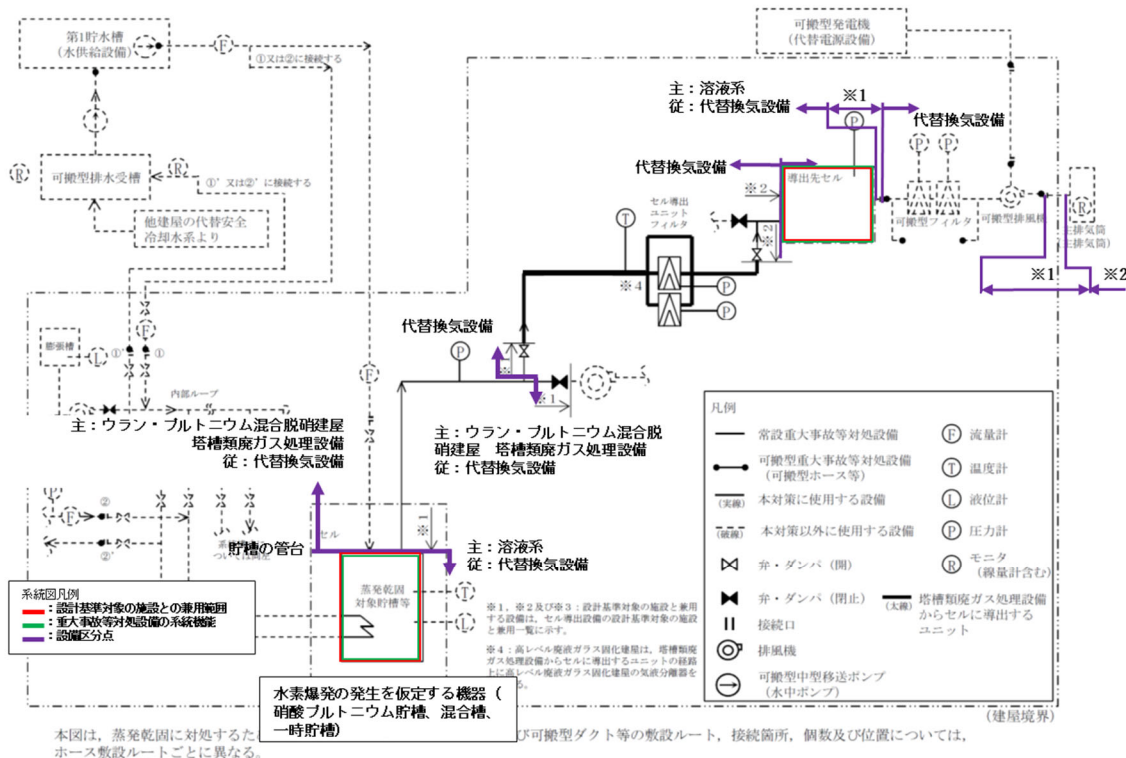 第1貯水槽
(水供給設備)
F
①又は②に接続する
可搬型発電機
(代替電源設備)
主：溶液系
従：代替換気設備
※1
代替換気設備
P
P
P
代替換気設備
R
可搬型排水受槽
R
①’又は②’に接続する
他建屋の代替安全
冷却水系より
※2
導出先セル
セル導出
ユニット
フィルタ
T
※2
可搬型フィルタ
可搬型排風機
R
主排気筒
(主排気筒)
※1
※2
※4
P
P
代替換気設備
膨張槽
L
F
①’
①
P
F
※1
※1
内部ループ
主：ウラン・プルトニウム混合脱硝建屋
塔槽類廃ガス処理設備
従：代替換気設備
主：ウラン・プルトニウム混合脱
硝建屋　塔槽類廃ガス処理設備
従：代替換気設備
F
②
②’
セル
※1
貯槽の管台
主：溶液系
従：代替換気設備
蒸発乾固
対象貯槽等
T
L
系統図凡例
：設計基準対象の施設との兼用範囲
：重大事故等対処設備の系統機能
：設備区分点
※1，※2及び※3：設計基準対象の施設と兼用
する設備は，セル導出設備の設計基準対象の施設
と兼用一覧に示す。
※4：高レベル廃液ガラス固化建屋は，塔槽類廃
ガス処理設備からセルに導出するユニットの経路
上に高レベル廃液ガラス固化建屋の気液分離器を
る。
水素爆発の発生を仮定する機器（
硝酸プルトニウム貯槽、混合槽、
一時貯槽）
凡例
常設重大事故等対処設備
可搬型重大事故等対処設備
(可搬型ホース等)
(実線)
本対策に使用する設備
(破線)
本対策以外に使用する設備
弁・ダンパ（開）
弁・ダンパ（閉止）
接続口
排風機
可搬型中型移送ポンプ
(水中ポンプ)
F
流量計
T
温度計
L
液位計
P
圧力計
R
モニタ
(線量計含む)
(太線)
塔槽類廃ガス処理設備
からセルに導出する
ユニット
(建屋境界)
本図は，蒸発乾固に対処するた
び可搬型ダクト等の敷設ルート，接続箇所，個数及び位置については，
ホース敷設ルートごとに異なる。